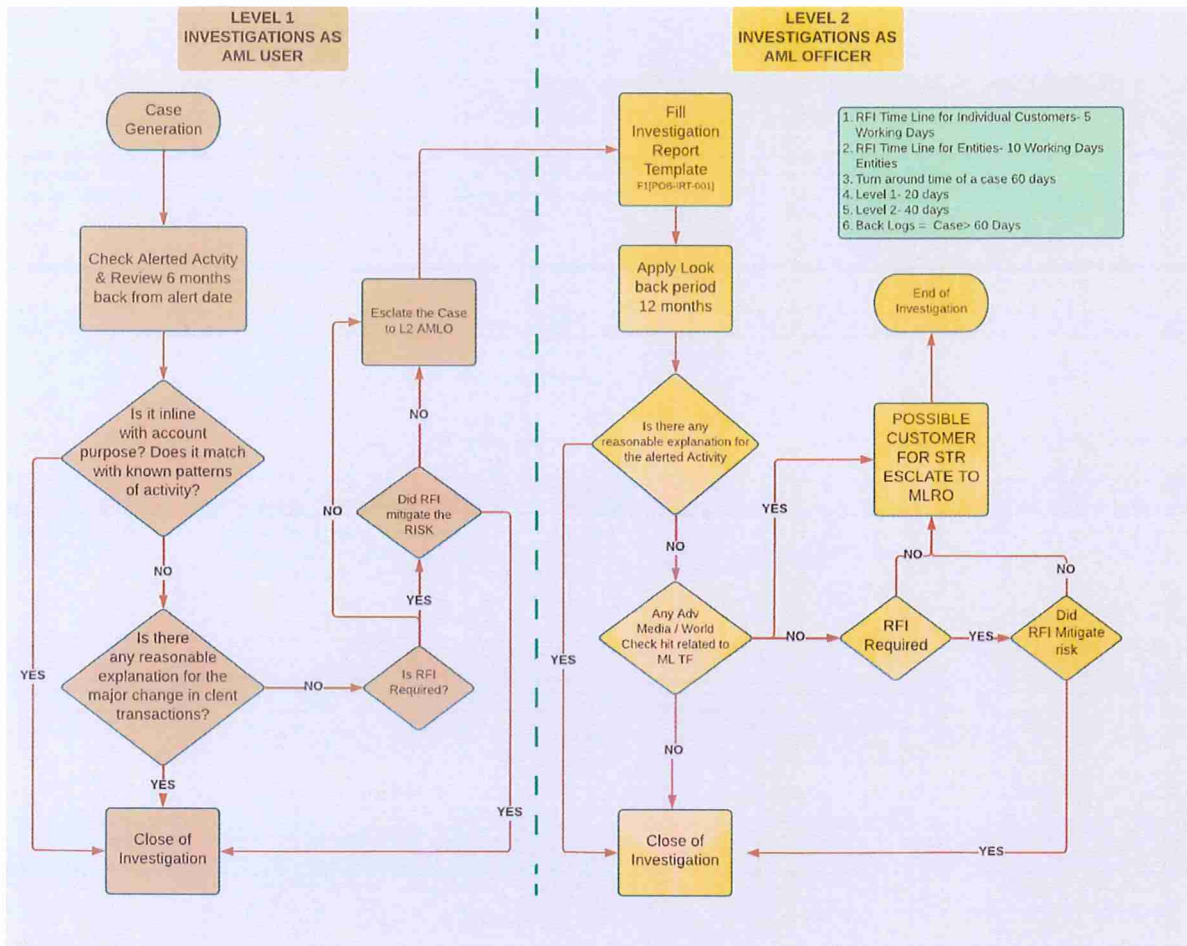 LEVEL 1
INVESTIGATIONS AS
AML USER
Case
Generation
Check Alerted Actvity
& Review 6 months
back from alert date
Is it inline
with account
purpose? Does it match
with known patterns
of activity?
YES
NO
Is there
any reasonable
explanation for the
major change in clent
transactions?
NO
YES
Close of
Investigation
Is RFI
Required?
NO
YES
Did RFI
mitigate the
RISK
NO
YES
Esclate the Case
to L2 AMLO
LEVEL 2
INVESTIGATIONS AS
AML OFFICER
Fill
Investigation
Report
Template
F1[POB-IRT-001]
Apply Look
back period
12 months
Is there any
reasonable explanation for
the alerted Activity
YES
NO
Any Adv
Media / World
Check hit related to
ML TF
YES
NO
NO
Close of
Investigation
RFI
Required
NO
YES
Did
RFI Mitigate
risk
NO
YES
POSSIBLE
CUSTOMER
FOR STR
ESCLATE TO
MLRO
End of
Investigation
1. RFI Time Line for Individual Customers- 5
Working Days
2. RFI Time Line for Entities- 10 Working Days
Entities
3. Turn around time of a case 60 days
4. Level 1- 20 days
5. Level 2- 40 days
6. Back Logs = Case> 60 Days